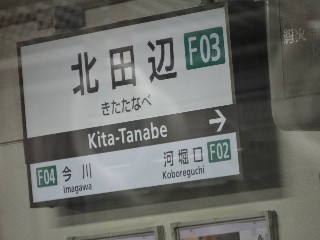 北田辺 F03
きたたなべ
Kita-Tanabe →
F04 今川 河堀口 F02
Imagawa Koboreguchi